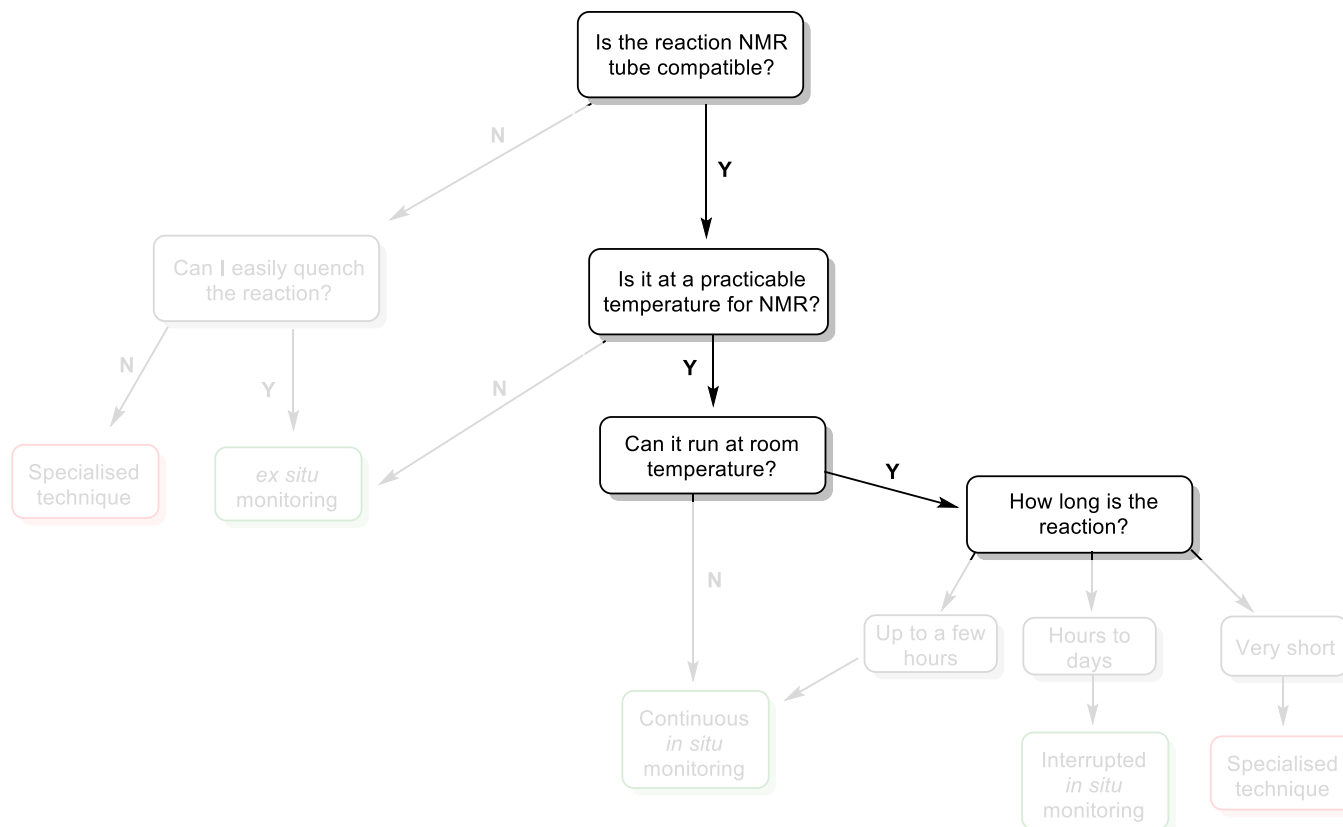 Is the reaction NMR
tube compatible?
N
Y
Can I easily quench
the reaction?
Is it at a practicable
temperature for NMR?
N
Y
N
Y
Specialised
technique
ex situ
monitoring
Can it run at room
temperature?
Y
How long is the
reaction?
N
Up to a few
hours
Hours to
days
Very short
Continuous
in situ
monitoring
Interrupted
in situ
monitoring
Specialised
technique